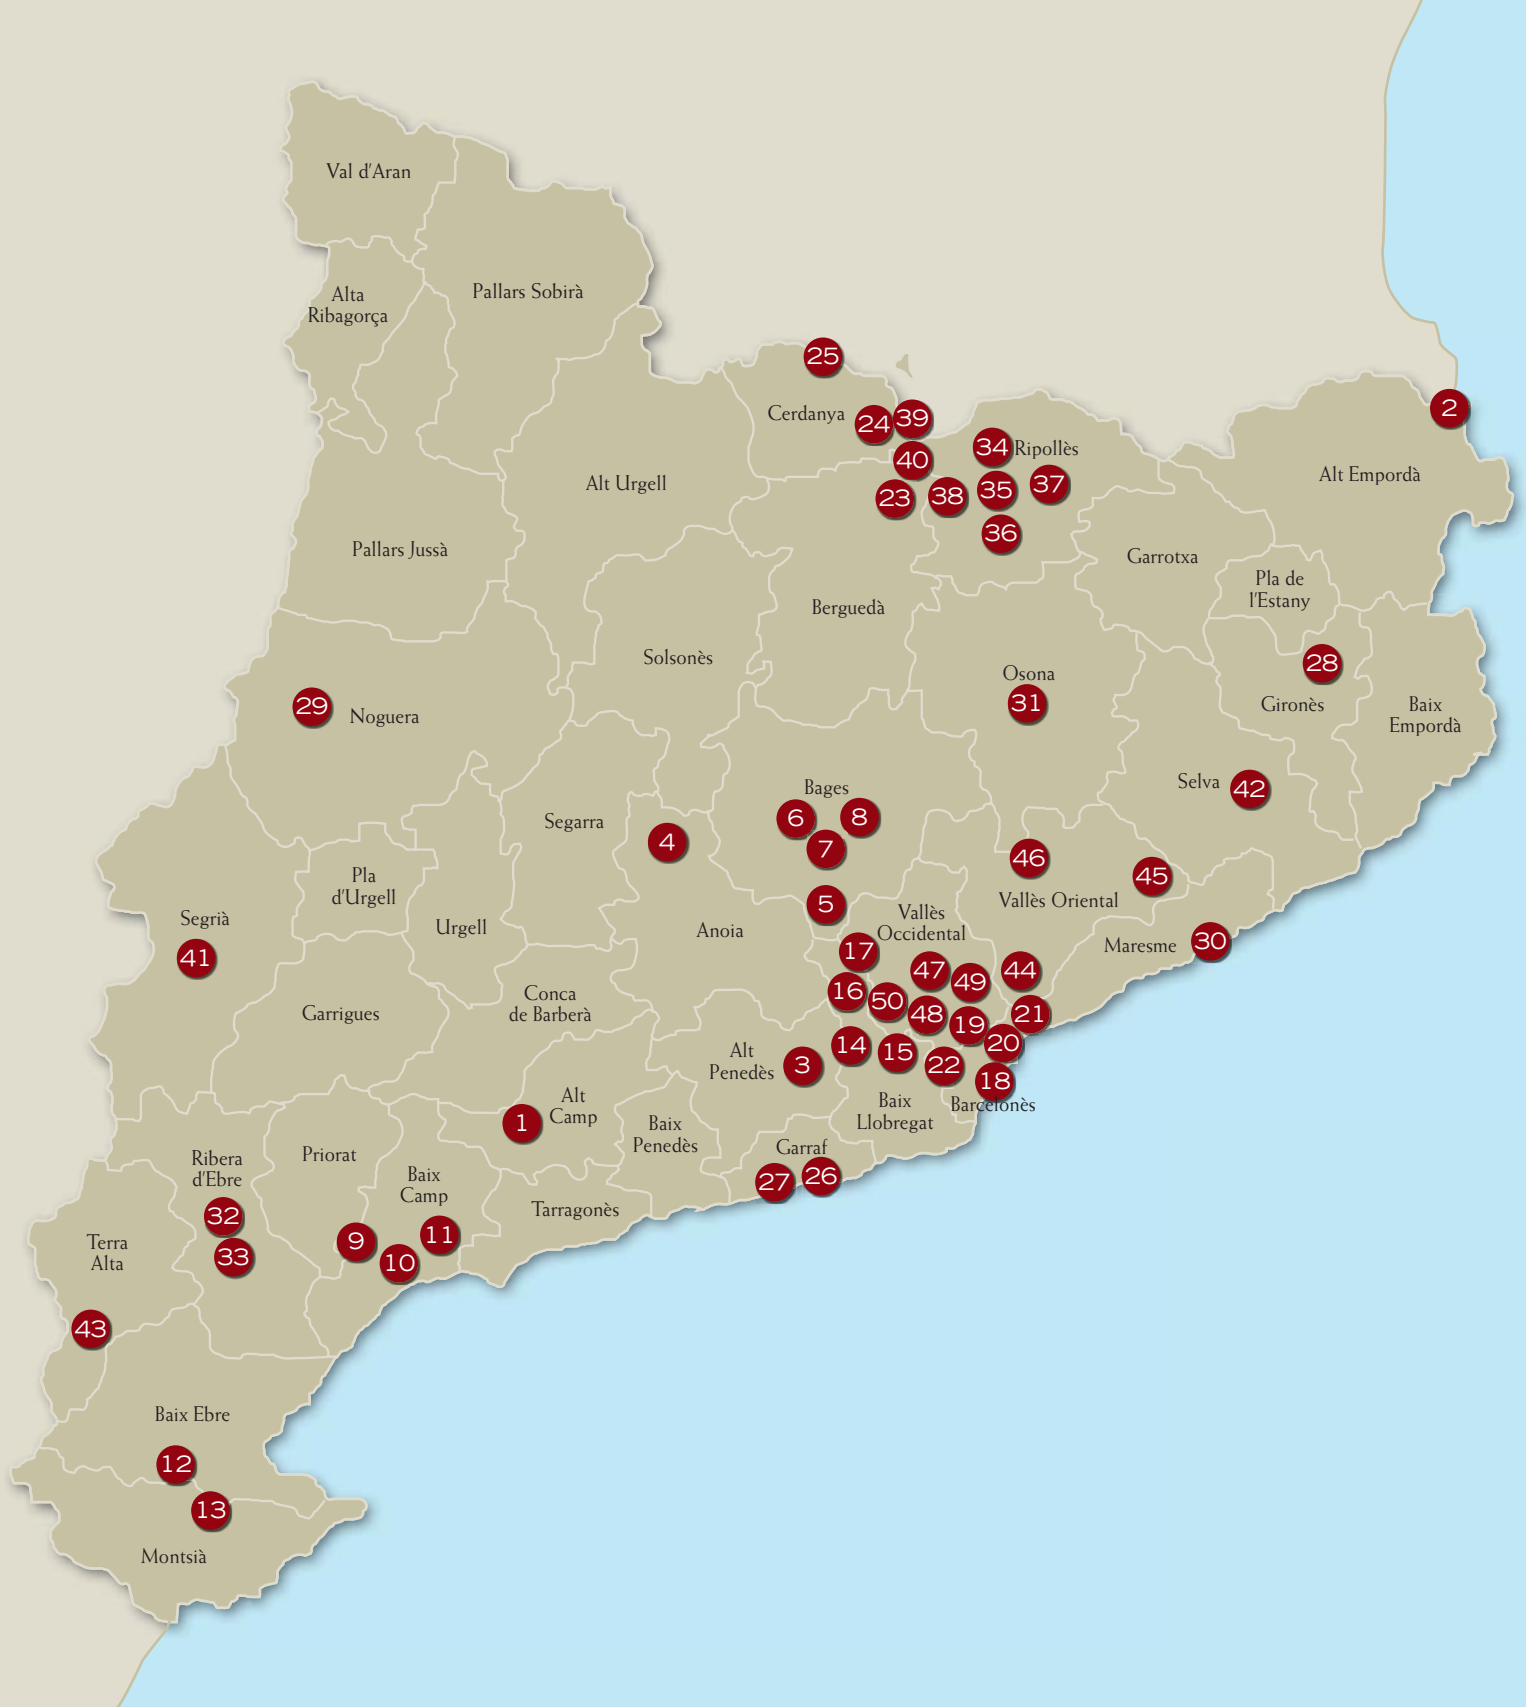 Val d'Aran
Alta
Ribagorça
Pallars Sobirà
25
Cerdanya
24
39
40
23
38
34
Ripollès
35
37
36
2
Alt Empordà
Alt Urgell
Pallars Jussà
Garrotxa
Pla de
l'Estany
Berguedà
Solsonès
Osona
31
28
Gironès
Baix
Empordà
29
Noguera
Selva
42
Bages
6
8
7
Segarra
4
46
45
Vallès Oriental
Pla
d'Urgell
5
Segrià
41
Urgell
Anoia
Vallès
Occidental
Maresme
30
17
47
49
44
16
50
48
19
21
20
Conca
de Barberà
Garrigues
14
15
22
18
Barcelonès
Alt
Penedès
3
Baix
Llobregat
Alt
Camp
1
Baix
Penedès
Garraf
27
26
Priorat
Ribera
d'Ebre
32
33
Baix
Camp
9
10
11
Tarragonès
Terra
Alta
43
Baix Ebre
12
13
Montsià